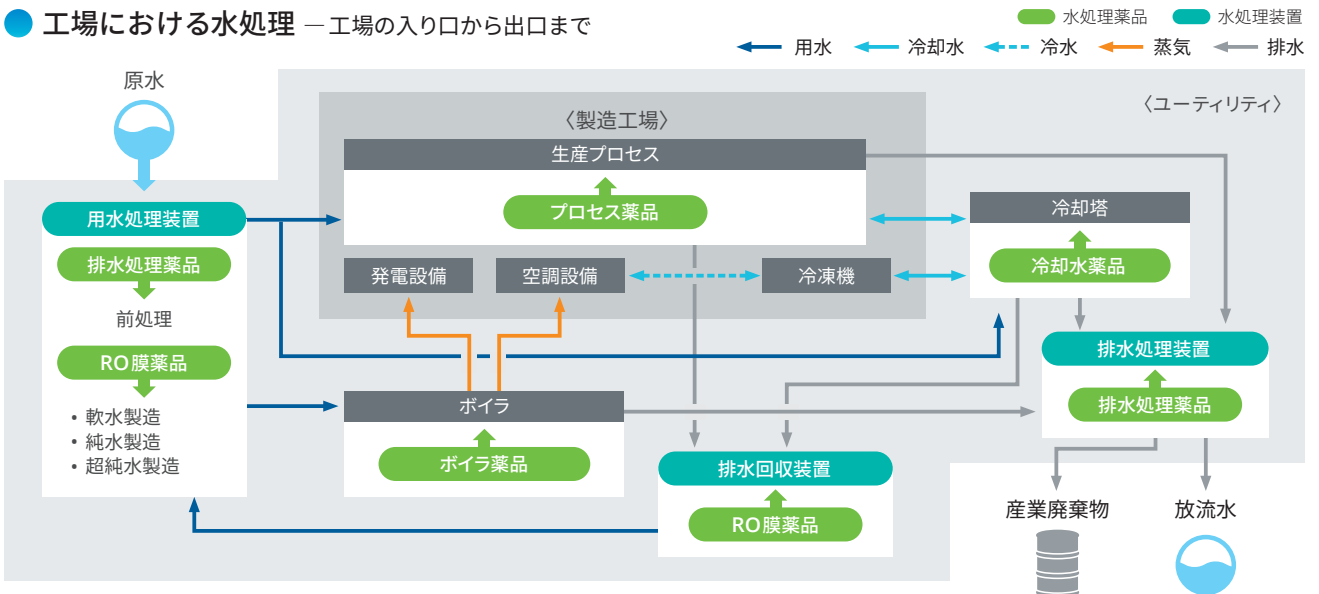 工場における水処理 ― 工場の入り口から出口まで
水処理薬品 水処理装置
用水 冷却水 冷水 蒸気 排水
原水
〈ユーティリティ〉
〈製造工場〉
生産プロセス
プロセス薬品
用水処理装置
排水処理薬品
前処理
RO膜薬品
・ 軟水製造
・ 純水製造
・ 超純水製造
発電設備
空調設備
冷凍機
冷却塔
冷却水薬品
ボイラ
ボイラ薬品
排水回収装置
RO膜薬品
排水処理装置
排水処理薬品
産業廃棄物
放流水